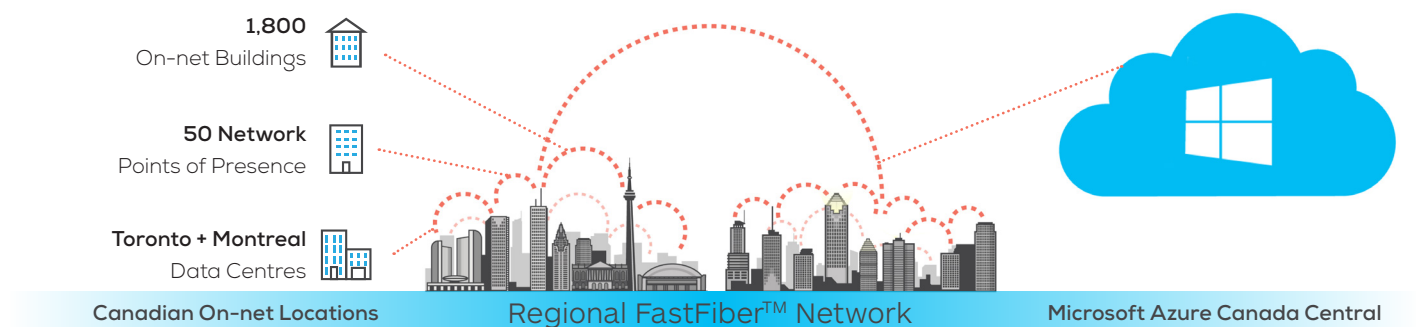 1,800
On-net Buildings
50 Network
Points of Presence
Toronto + Montreal
Data Centres
Canadian On-net Locations
Regional FastFiber™ Network
Microsoft Azure Canada Central